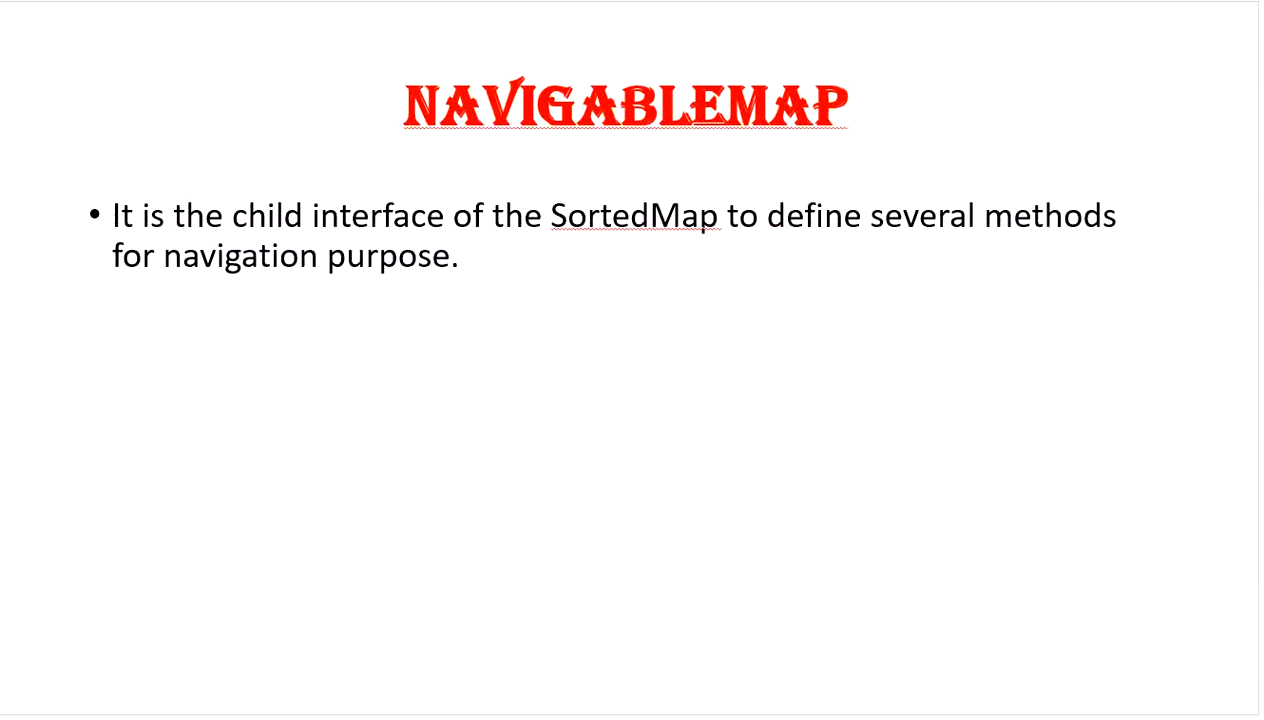 NAVIGABLEMAP
• It is the child interface of the SortedMap to define several methods
for navigation purpose.